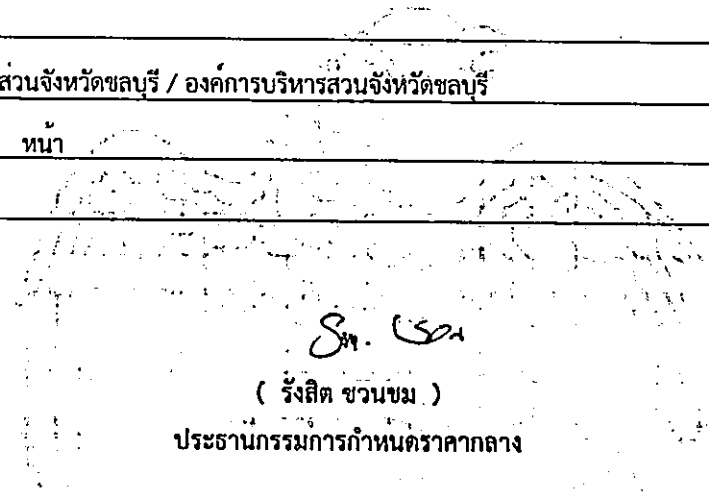 ส่วนจังหวัดชลบุรี / องค์การบริหารส่วนจังหวัดชลบุรี
หน้า
( รังสิต ชวนชม )
ประธานกรรมการกำหนดราคากลาง